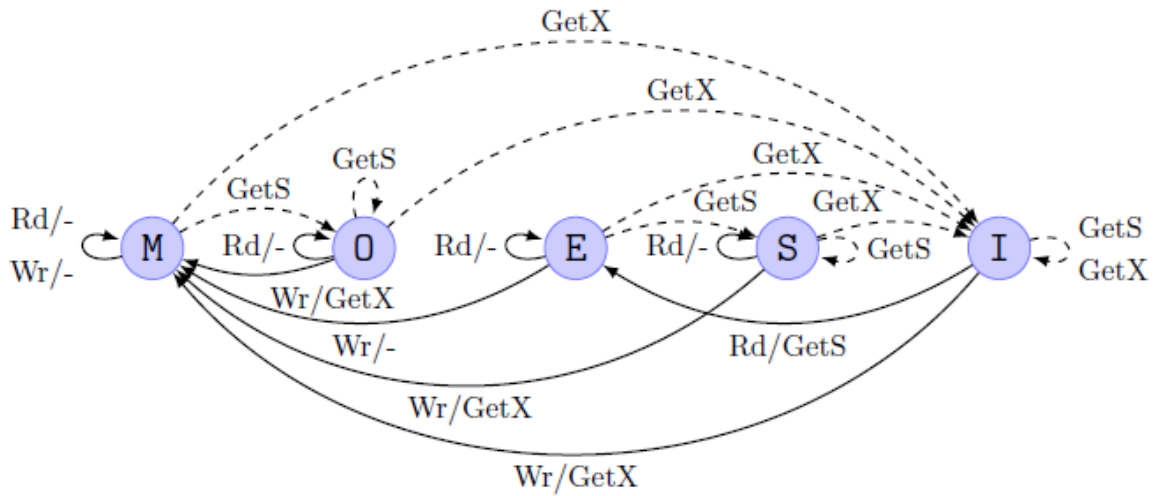 GetX
GetX
GetX
GetS
GetS
GetS
GetX
Rd/-
Wr/-
M
Rd/-
O
Rd/-
E
Rd/-
S
GetS
I
GetS
GetX
Wr/GetX
Wr/-
Rd/GetS
Wr/GetX
Wr/GetX